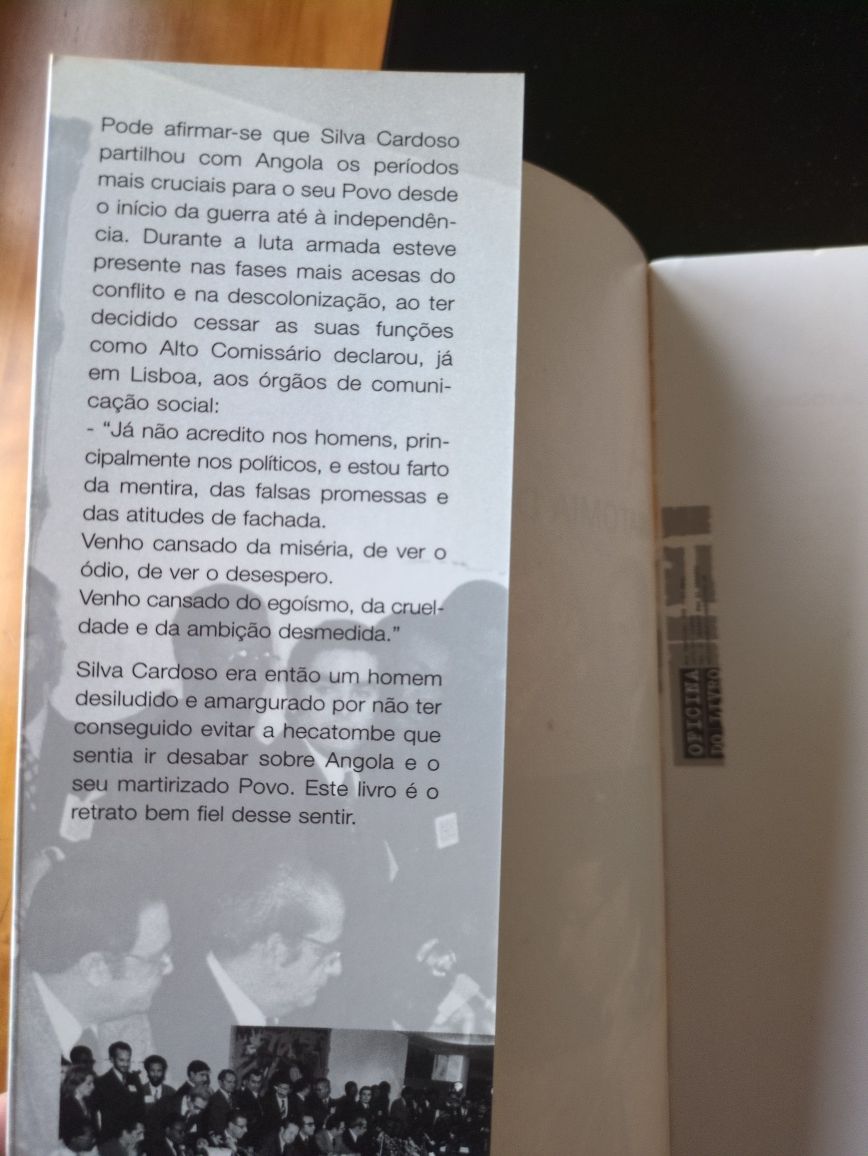 Pode afirmar-se que Silva Cardoso
partilhou com Angola os períodos
mais cruciais para o seu Povo desde
o início da guerra até à independên-
cia. Durante a luta armada esteve
presente nas fases mais acesas do
conflito e na descolonização, ao ter
decidido cessar as suas funções
como Alto Comissário declarou, já
em Lisboa, aos órgãos de comuni-
cação social:
- “Já não acredito nos homens, prin-
cipalmente nos políticos, e estou farto
da mentira, das falsas promessas e
das atitudes de fachada.
Venho cansado da miséria, de ver o
ódio, de ver o desespero.
Venho cansado do egoísmo, da cruel-
dade e da ambição desmedida.”
Silva Cardoso era então um homem
desiludido e amargurado por não ter
conseguido evitar a hecatombe que
sentia ir desabar sobre Angola e o
seu martirizado Povo. Este livro é o
retrato bem fiel desse sentir.
OFICINA
DO LIVRO